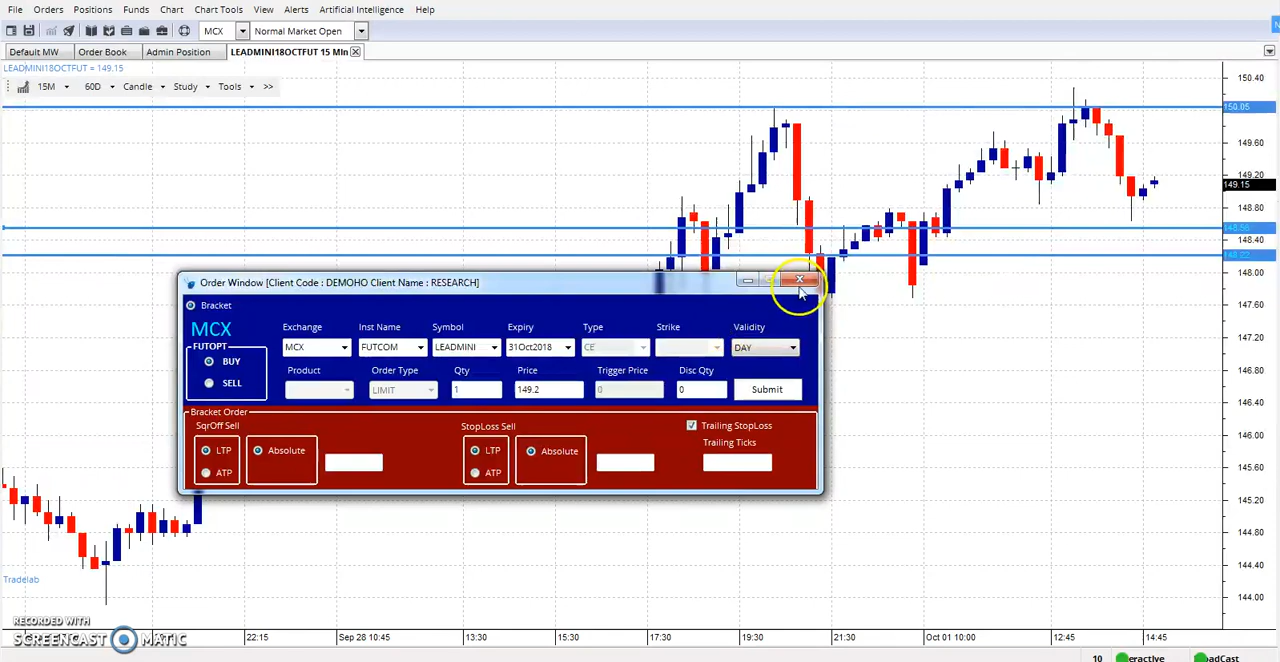 File Orders Positions Funds Chart Chart Tools View Alerts Artificial Intelligence Help
MCX Normal Market Open
Default MW Order Book Admin Position LEADMINI18OCTFUT 15 MIn
LEADMINI18OCTFUT = 149.15
15M 60D Candle Study Tools >>
150.40
150.05
149.60
149.20
149.15
148.80
148.40
148.00
147.60
147.20
146.80
146.40
146.00
145.60
145.20
144.80
144.40
144.00
Order Window [Client Code : DEMOHO Client Name : RESEARCH]
Bracket
MCX
FUTOPT
BUY
SELL
Exchange Inst Name Symbol Expiry Type Strike Validity
MCX FUTCOM LEADMINI 31Oct2018 CE DAY
Product Order Type Qty Price Trigger Price Disc Qty
LIMIT 1 149.2 0 0 Submit
Bracket Order
SqrOff Sell StopLoss Sell Trailing StopLoss
Trailing Ticks
LTP Absolute LTP Absolute
ATP ATP
Tradelab
RECORDED WITH
SCREENCAST MATIC
22:15 Sep 28 10:45 13:30 15:30 17:30 19:30 21:30 Oct 01 10:00 12:45 14:45
10 eractive oadCast